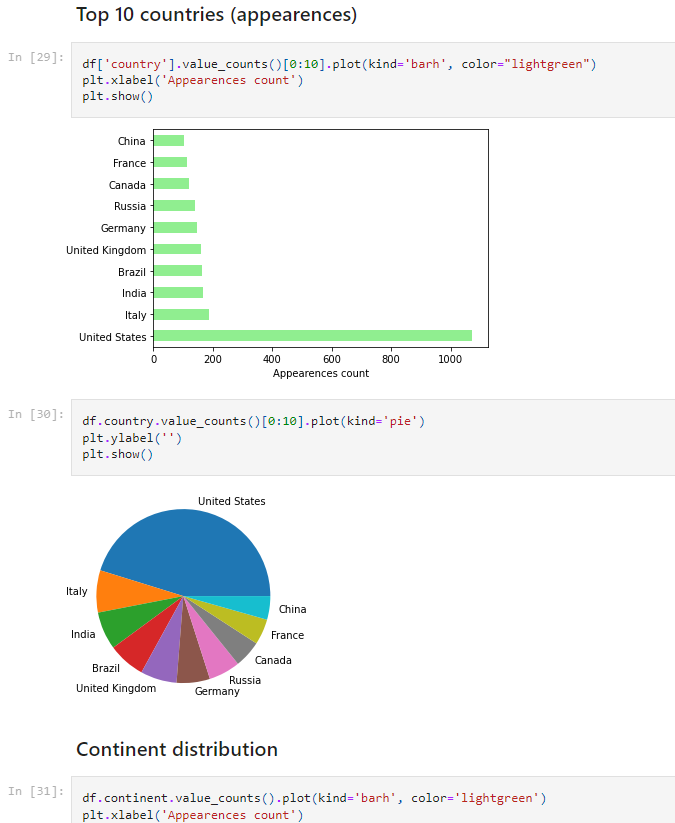 Top 10 countries (appearences)
In [29]:
df['country'].value_counts()[0:10].plot(kind='barh', color="lightgreen")
plt.xlabel('Appearences count')
plt.show()
China
France
Canada
Russia
Germany
United Kingdom
Brazil
India
Italy
United States
0 200 400 600 800 1000
Appearences count
In [30]:
df.country.value_counts()[0:10].plot(kind='pie')
plt.ylabel('')
plt.show()
United States
Italy
India
Brazil
United Kingdom
Germany
Russia
Canada
France
China
Continent distribution
In [31]:
df.continent.value_counts().plot(kind='barh', color='lightgreen')
plt.xlabel('Appearences count')